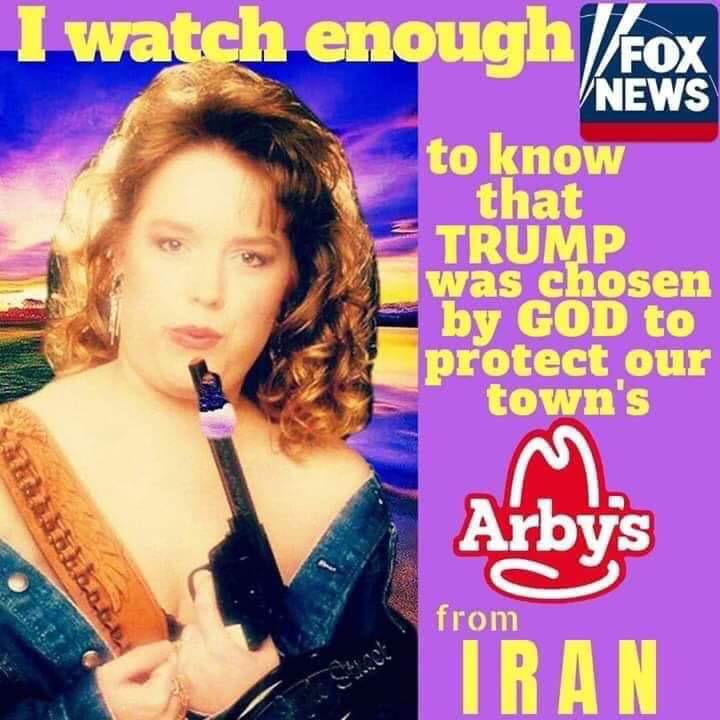 I watch enough
FOX
NEWS
to know
that
TRUMP
was chosen
by GOD to
protect our
town's
Arby's
from
IRAN